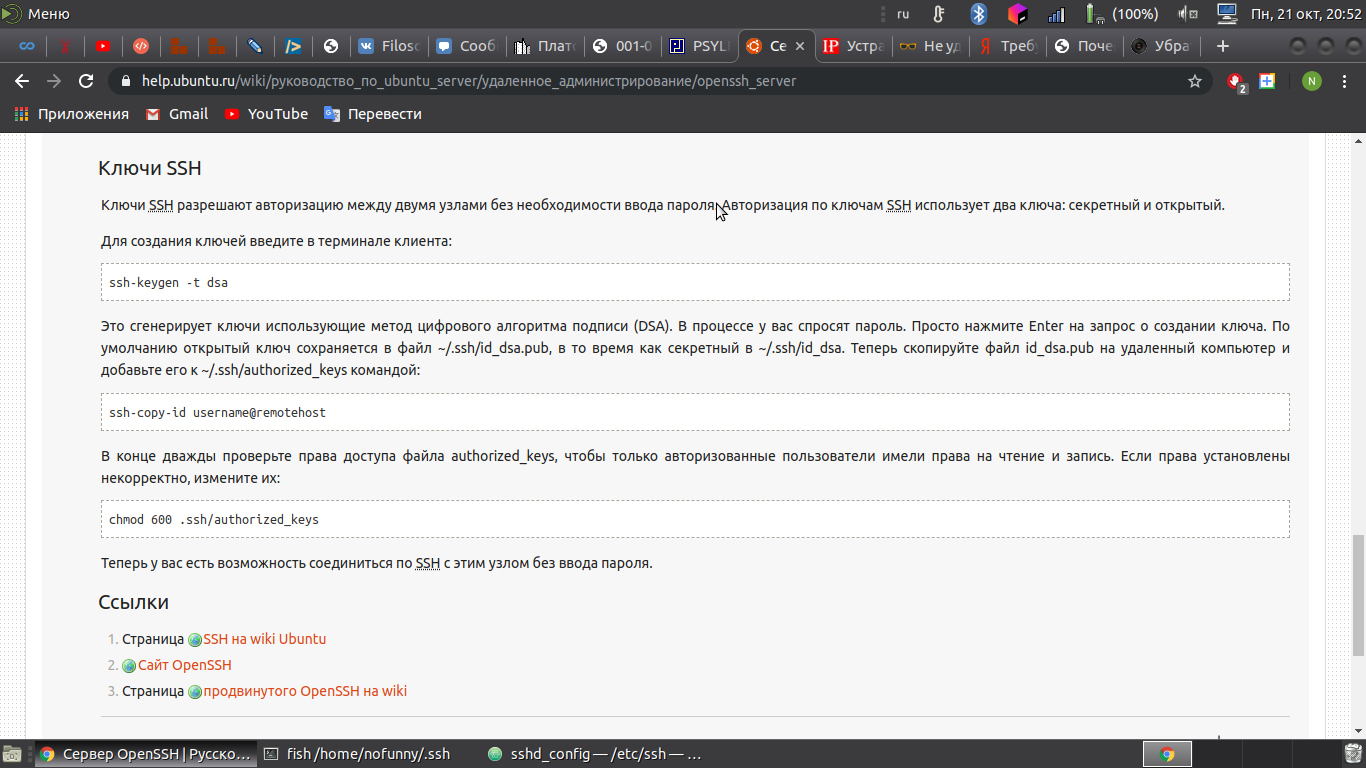 Меню ru (100%) Пн, 21 окт, 20:52
Filosc Сооб Плат 001-0 PSYL Се Устра Не уд Треб Поче Убра
help.ubuntu.ru/wiki/руководство_по_ubuntu_server/удаленное_администрирование/openssh_server 2 N
Приложения Gmail YouTube Перевести
Ключи SSH
Ключи SSH разрешают авторизацию между двумя узлами без необходимости ввода пароля. Авторизация по ключам SSH использует два ключа: секретный и открытый.
Для создания ключей введите в терминале клиента:
ssh-keygen -t dsa
Это сгенерирует ключи использующие метод цифрового алгоритма подписи (DSA). В процессе у вас спросят пароль. Просто нажмите Enter на запрос о создании ключа. По
умолчанию открытый ключ сохраняется в файл ~/.ssh/id_dsa.pub, в то время как секретный в ~/.ssh/id_dsa. Теперь скопируйте файл id_dsa.pub на удаленный компьютер и
добавьте его к ~/.ssh/authorized_keys командой:
ssh-copy-id username@remotehost
В конце дважды проверьте права доступа файла authorized_keys, чтобы только авторизованные пользователи имели права на чтение и запись. Если права установлены
некорректно, измените их:
chmod 600 .ssh/authorized_keys
Теперь у вас есть возможность соединиться по SSH с этим узлом без ввода пароля.
Ссылки
1. Страница SSH на wiki Ubuntu
2. Сайт OpenSSH
3. Страница продвинутого OpenSSH на wiki
Сервер OpenSSH | Русско... fish /home/nofunny/.ssh sshd_config — /etc/ssh — ...